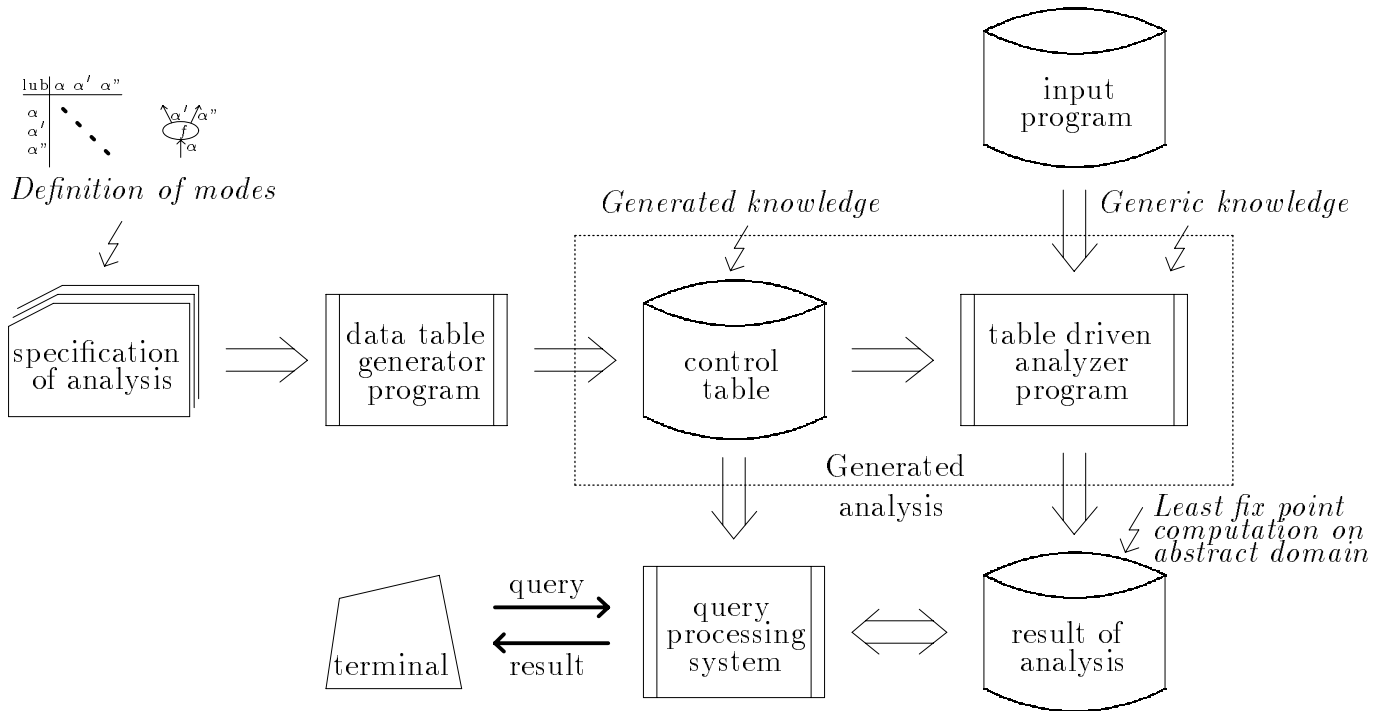 input
program
lub α α' α"
α
α'
α"
α' α"
f
α
Definition of modes
Generated knowledge
Generic knowledge
specification
of analysis
data table
generator
program
control
table
table driven
analyzer
program
Generated
analysis
Least fix point
computation on
abstract domain
terminal
query
result
query
processing
system
result of
analysis